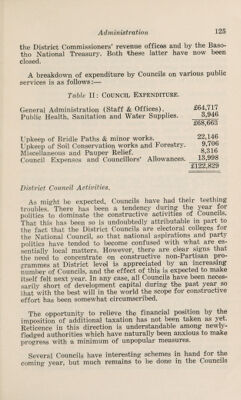 Administration 125
the District Commissioners' revenue offices and by the Baso-
tho National Treasury. Both these latter have now been
closed.
A breakdown of expenditure by Councils on various public
services is as follows:—
Table II: COUNCIL EXPENDITURE.
General Administration (Staff & Offices). £64,717
Public Health, Sanitation and Water Supplies. 3,946
£68,663
Upkeep of Bridle Paths & minor works. 22,146
Upkeep of Soil Conservation works and Forestry. 9,706
Miscellaneous and Pauper Relief. 8,316
Council Expenses and Councillors' Allowances. 13,998
£122,829
District Council Activities.
As might be expected, Councils have had their teething
troubles. There has been a tendency during the year for
politics to dominate the constructive activities of Councils.
That this has been so is undoubtedly attributable in part to
the fact that the District Councils are electoral colleges for
the National Council, so that national aspirations and party
politics have tended to become confused with what are es-
sentially local matters. However, there are clear signs that
the need to concentrate on constructive non-Partisan pro-
grammes at District level is appreciated by an increasing
number of Councils, and the effect of this is expected to make
itself felt next year. In any case, all Councils have been neces-
sarily short of development capital during the past year so
that with the best will in the world the scope for constructive
effort has been somewhat circumscribed.
The opportunity to relieve the financial position by the
imposition of additional taxation has not been taken as yet.
Reticence in this direction is understandable among newly-
fledged authorities which have naturally been anxious to make
progress with a minimum of unpopular measures.
Several Councils have interesting schemes in hand for the
coming year, but much remains to be done in the Councils